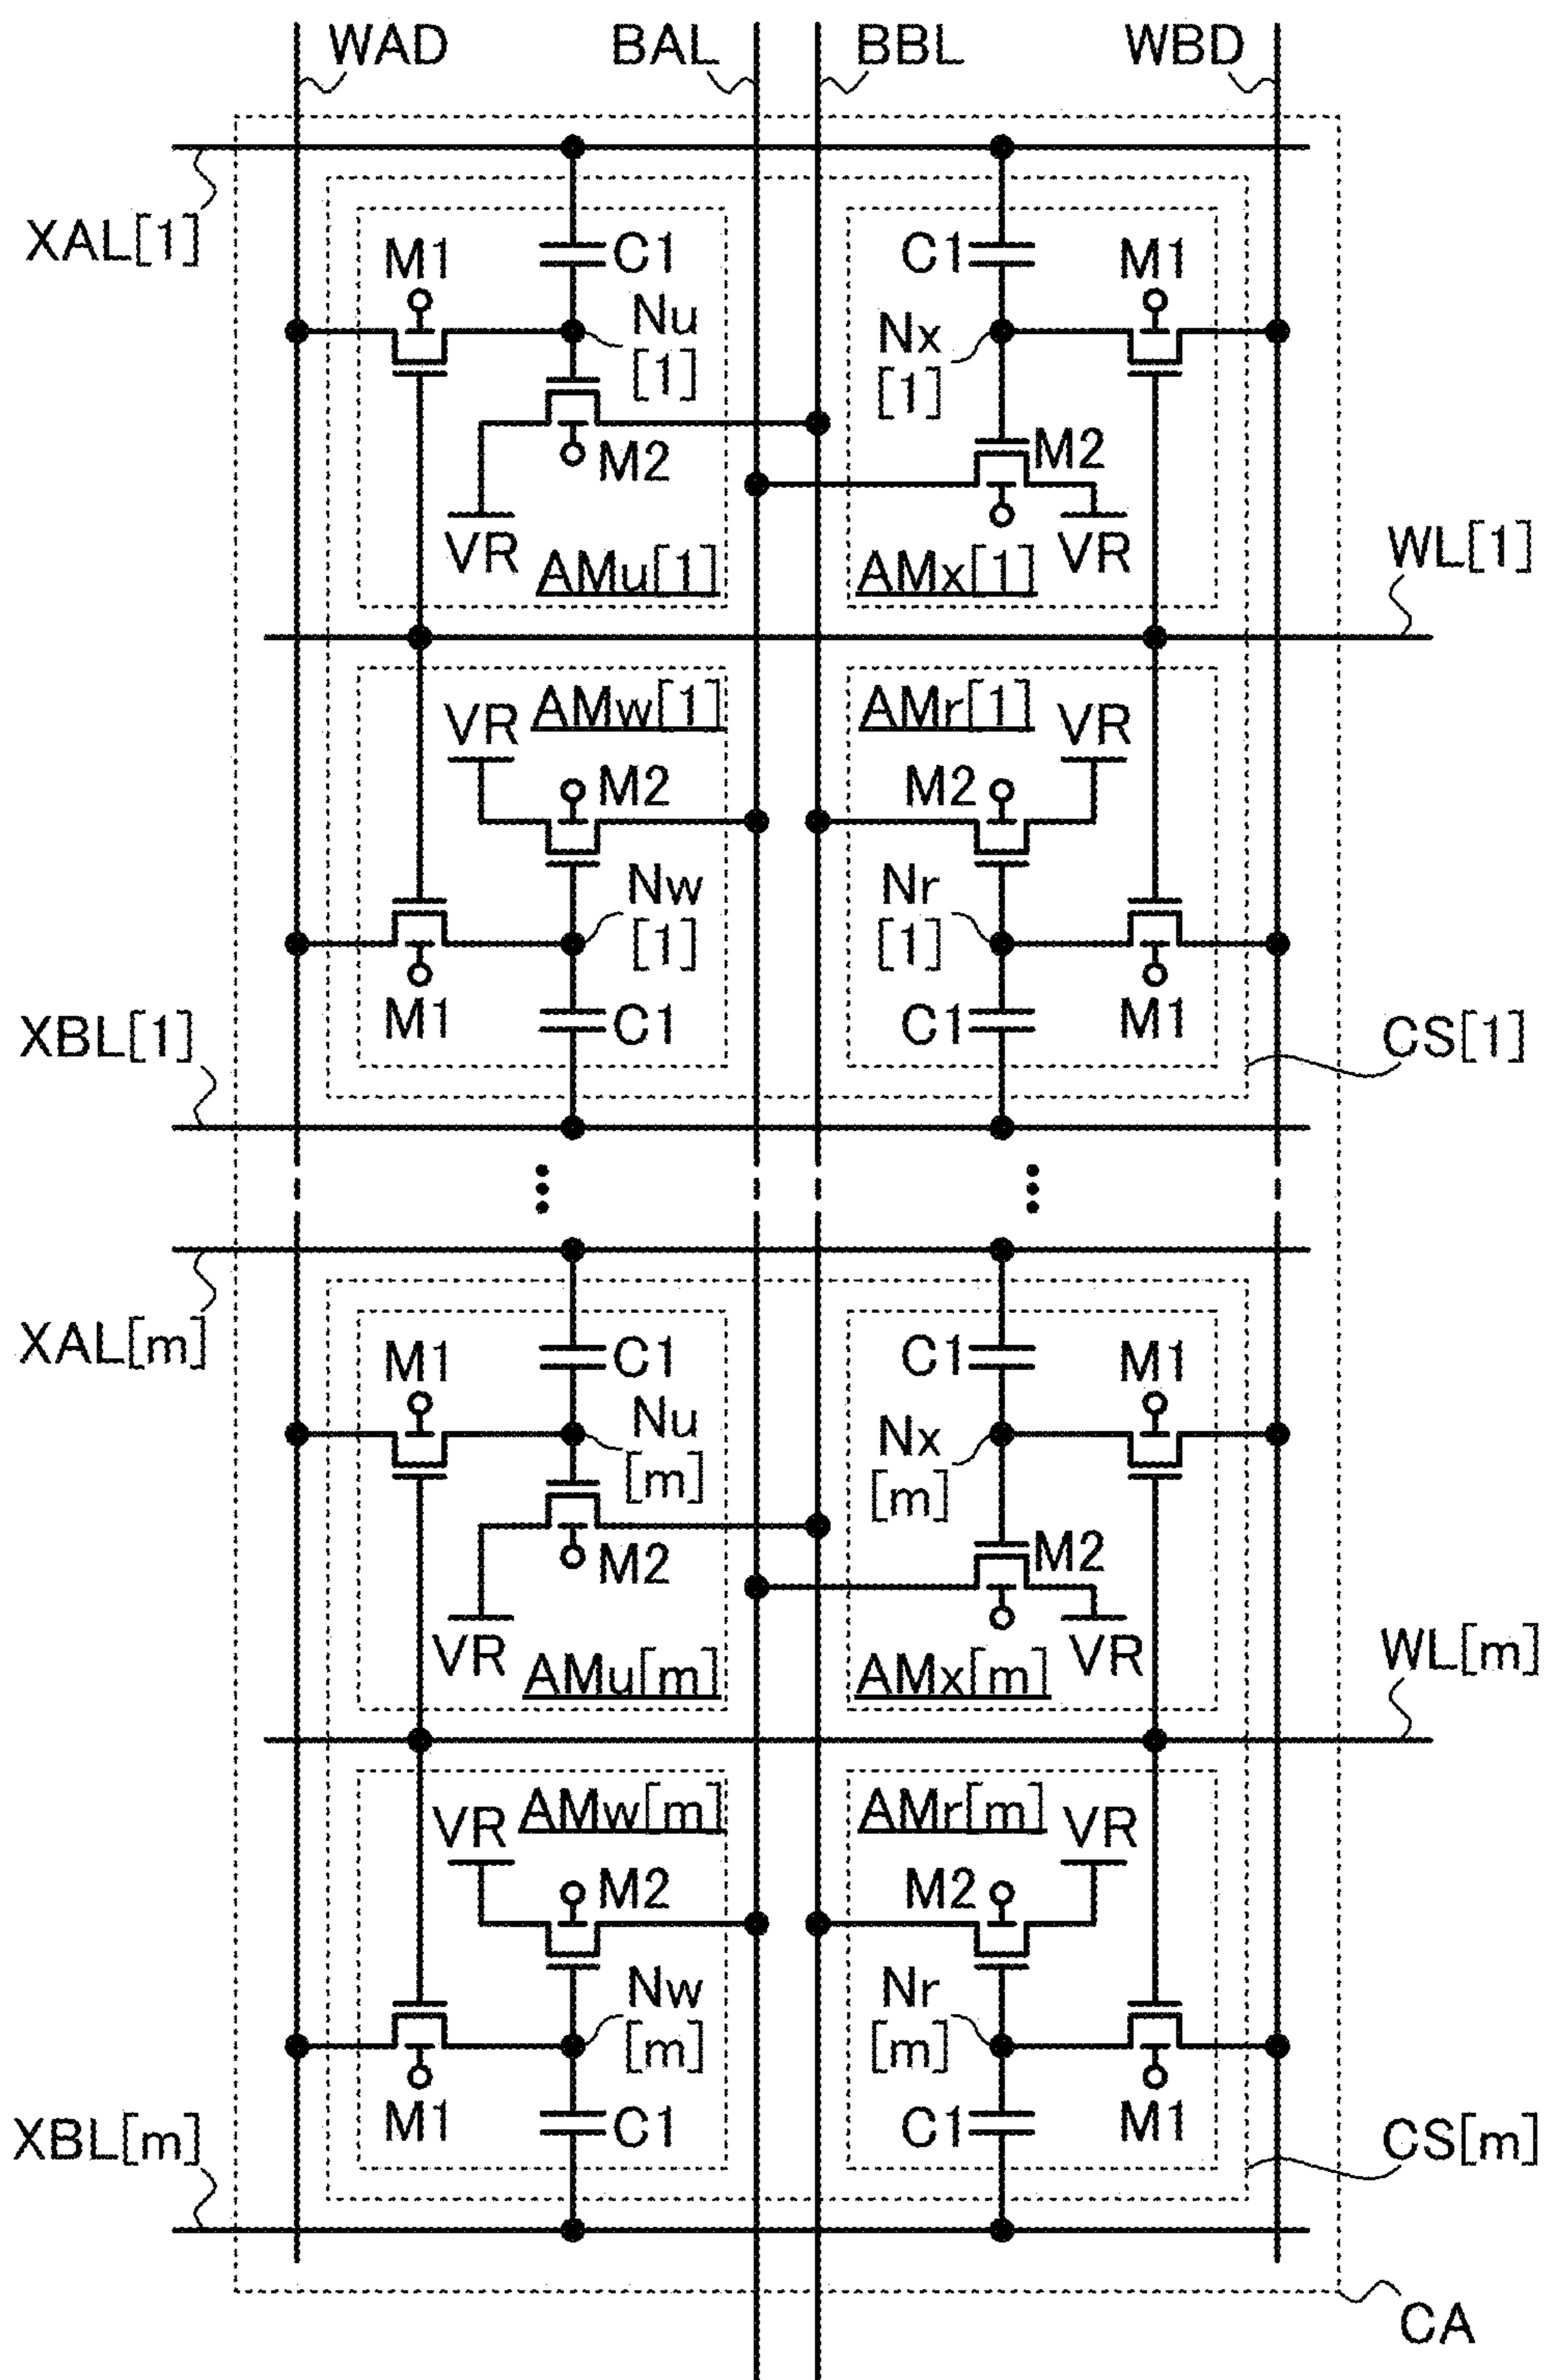 WAD BAL BBL WBD
XAL[1]
M1 C1 C1 M1
Nu Nx
[1] [1]
M2 M2
VR VR
AMu[1] AMx[1]
WL[1]
AMw[1] AMr[1]
VR VR
M2 M2
Nw Nr
[1] [1]
M1 C1 C1 M1
XBL[1] CS[1]
XAL[m]
M1 C1 C1 M1
Nu Nx
[m] [m]
M2 M2
VR VR
AMu[m] AMx[m]
WL[m]
AMw[m] AMr[m]
VR VR
M2 M2
Nw Nr
[m] [m]
M1 C1 C1 M1
XBL[m] CS[m]
CA